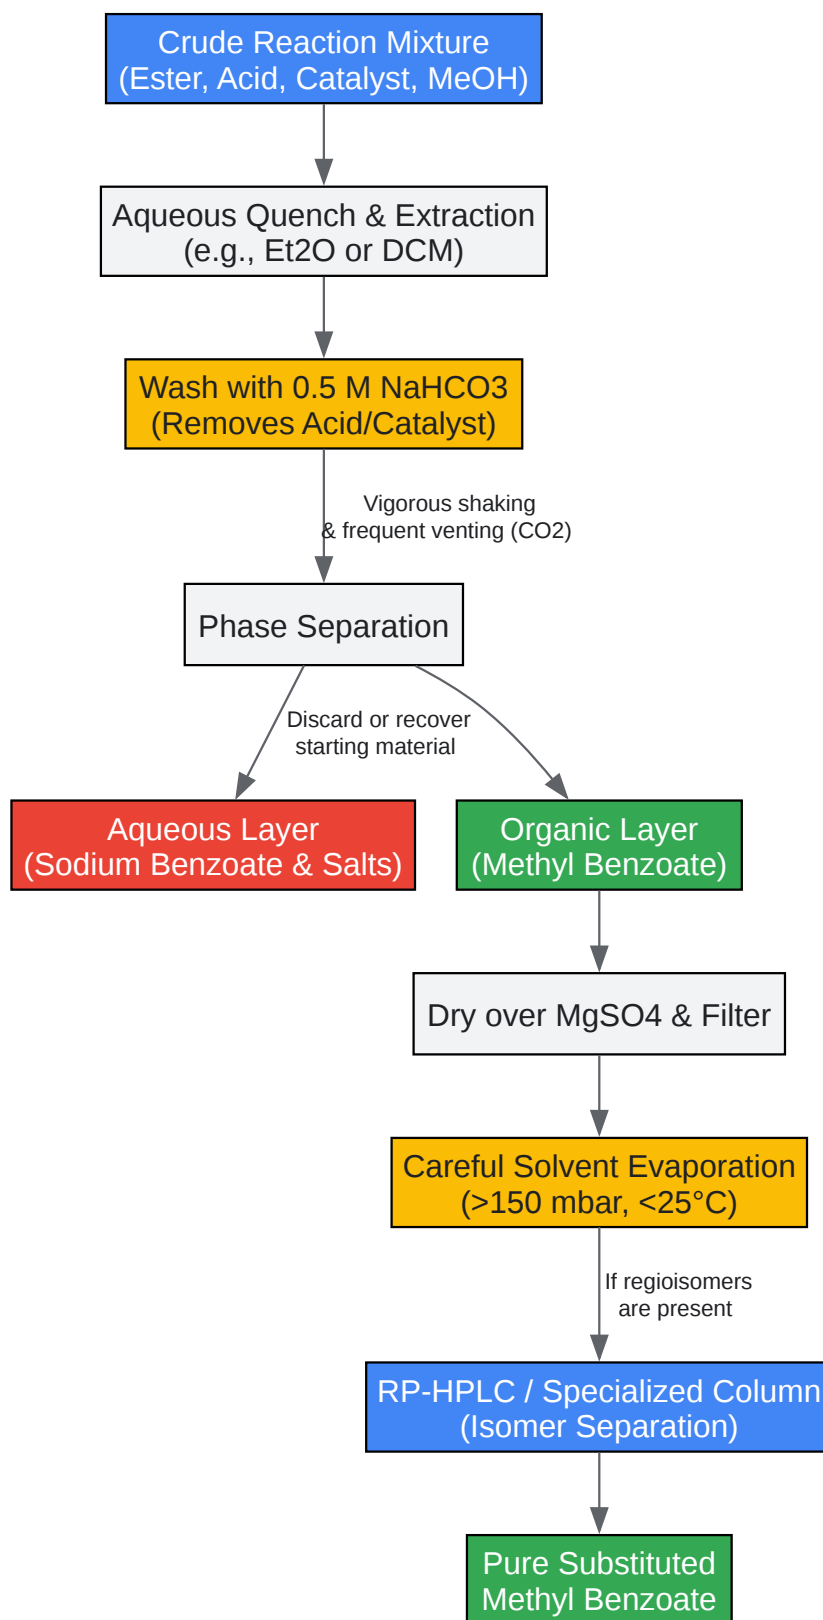 Crude Reaction Mixture
(Ester, Acid, Catalyst, MeOH)
Aqueous Quench & Extraction
(e.g., Et2O or DCM)
Wash with 0.5 M NaHCO3
(Removes Acid/Catalyst)
Vigorous shaking
& frequent venting (CO2)
Phase Separation
Discard or recover
starting material
Aqueous Layer
(Sodium Benzoate & Salts)
Organic Layer
(Methyl Benzoate)
Dry over MgSO4 & Filter
Careful Solvent Evaporation
(>150 mbar, <25°C)
If regioisomers
are present
RP-HPLC / Specialized Column
(Isomer Separation)
Pure Substituted
Methyl Benzoate